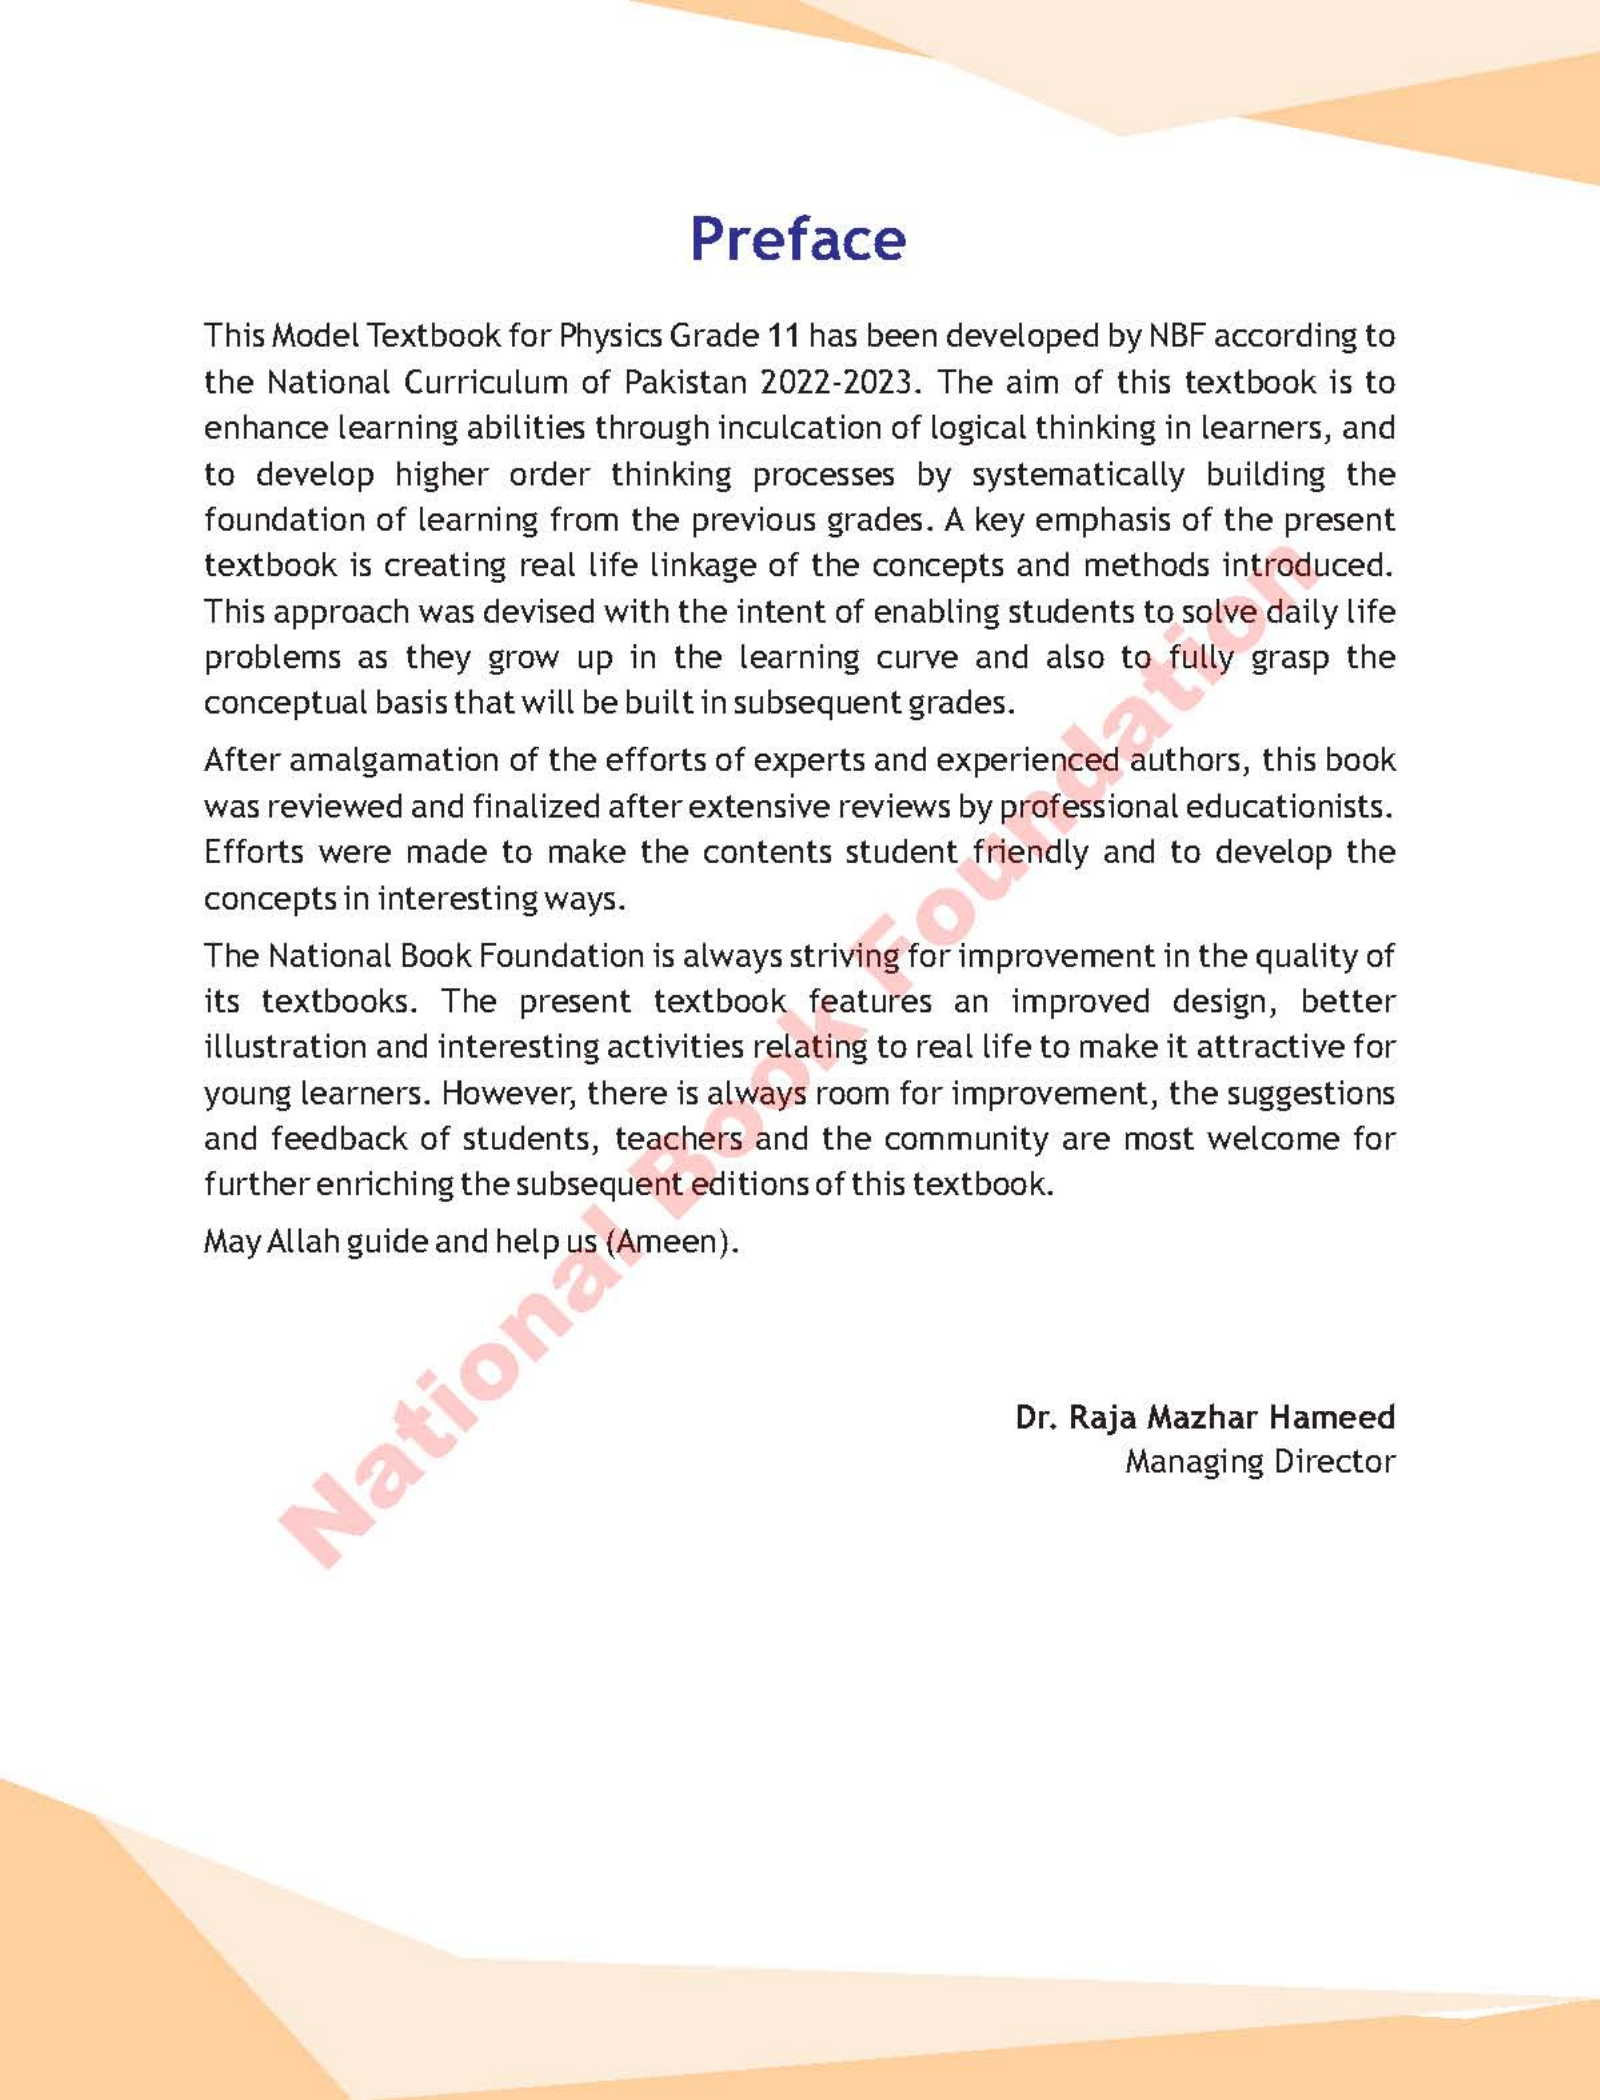 Preface
This Model Textbook for Physics Grade 11 has been developed by NBF according to
the National Curriculum of Pakistan 2022-2023. The aim of this textbook is to
enhance learning abilities through inculcation of logical thinking in learners, and
to develop higher order thinking processes by systematically building the
foundation of learning from the previous grades. A key emphasis of the present
textbook is creating real life linkage of the concepts and methods introduced.
This approach was devised with the intent of enabling students to solve daily life
problems as they grow up in the learning curve and also to fully grasp the
conceptual basis that will be built in subsequent grades.
After amalgamation of the efforts of experts and experienced authors, this book
was reviewed and finalized after extensive reviews by professional educationists.
Efforts were made to make the contents student friendly and to develop the
concepts in interesting ways.
The National Book Foundation is always striving for improvement in the quality of
its textbooks. The present textbook features an improved design, better
illustration and interesting activities relating to real life to make it attractive for
young learners. However, there is always room for improvement, the suggestions
and feedback of students, teachers and the community are most welcome for
further enriching the subsequent editions of this textbook.
May Allah guide and help us (Ameen).
Dr. Raja Mazhar Hameed
Managing Director
National Book Foundation